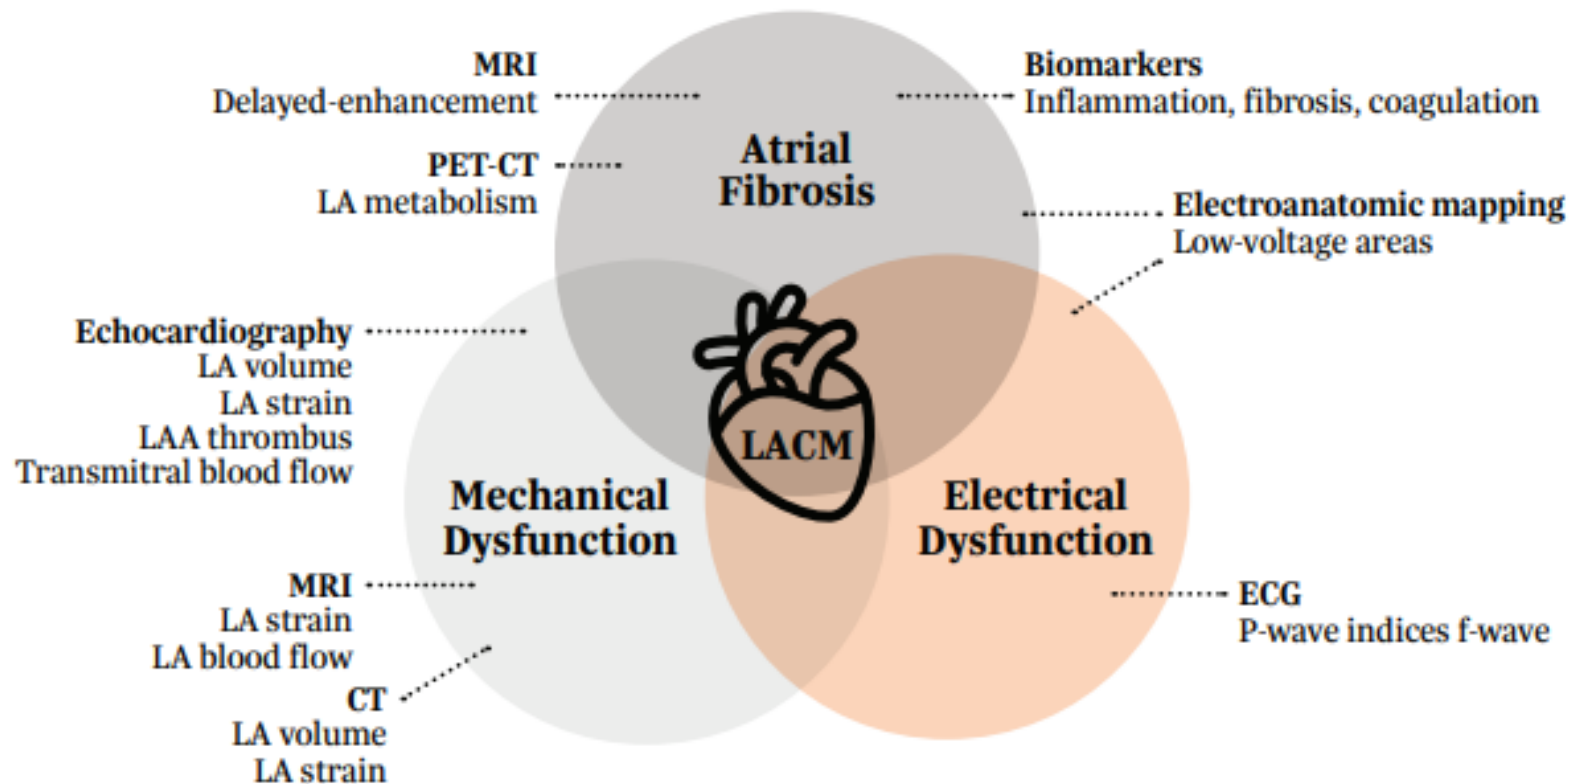 MRI
Delayed-enhancement
PET-CT
LA metabolism
Biomarkers
Inflammation, fibrosis, coagulation
Atrial
Fibrosis
Electroanatomic mapping
Low-voltage areas
Echocardiography
LA volume
LA strain
LAA thrombus
Transmitral blood flow
LACM
Mechanical
Dysfunction
Electrical
Dysfunction
MRI
LA strain
LA blood flow
CT
LA volume
LA strain
ECG
P-wave indices f-wave